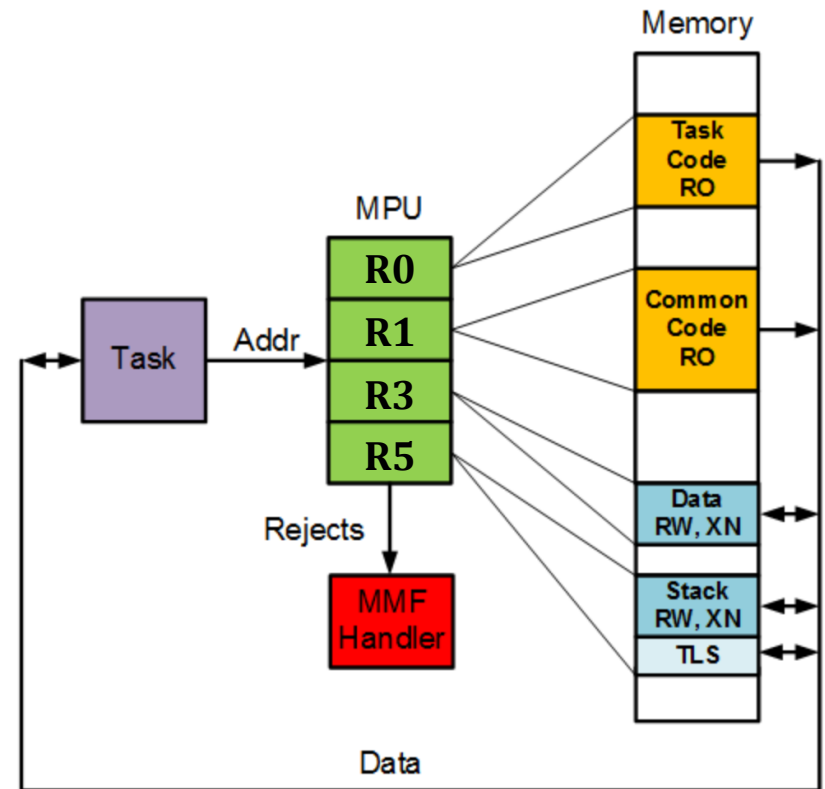 Memory
Task
Code
RO
MPU
R0
R1
R3
R5
Common
Code
RO
Task
Addr
Data
RW, XN
Rejects
Stack
RW, XN
TLS
MMF
Handler
Data